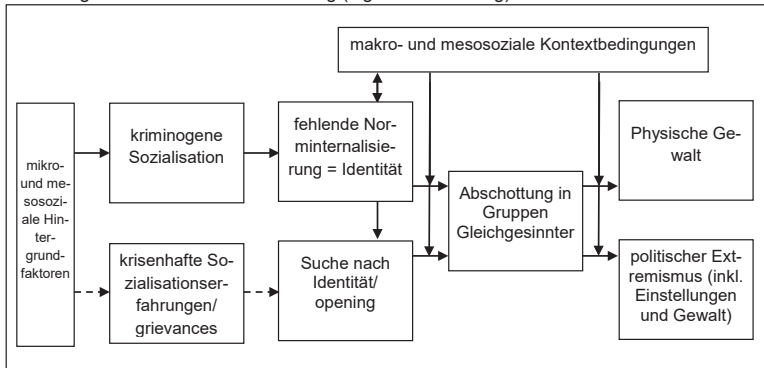 makro- und mesosoziale Kontextbedingungen
mikro-
und me-
sosozi-
ale Hin-
ter-
grund-
faktoren
kriminogene
Sozialisation
fehlende Nor-
minternalisie-
rung = Identität
Physische Ge-
walt
Abschottung in
Gruppen
Gleichgesinnter
krisenhafte So-
zialisationser-
fahrungen/
grievances
Suche nach
Identität/
opening
politischer Ext-
remismus (inkl.
Einstellungen
und Gewalt)